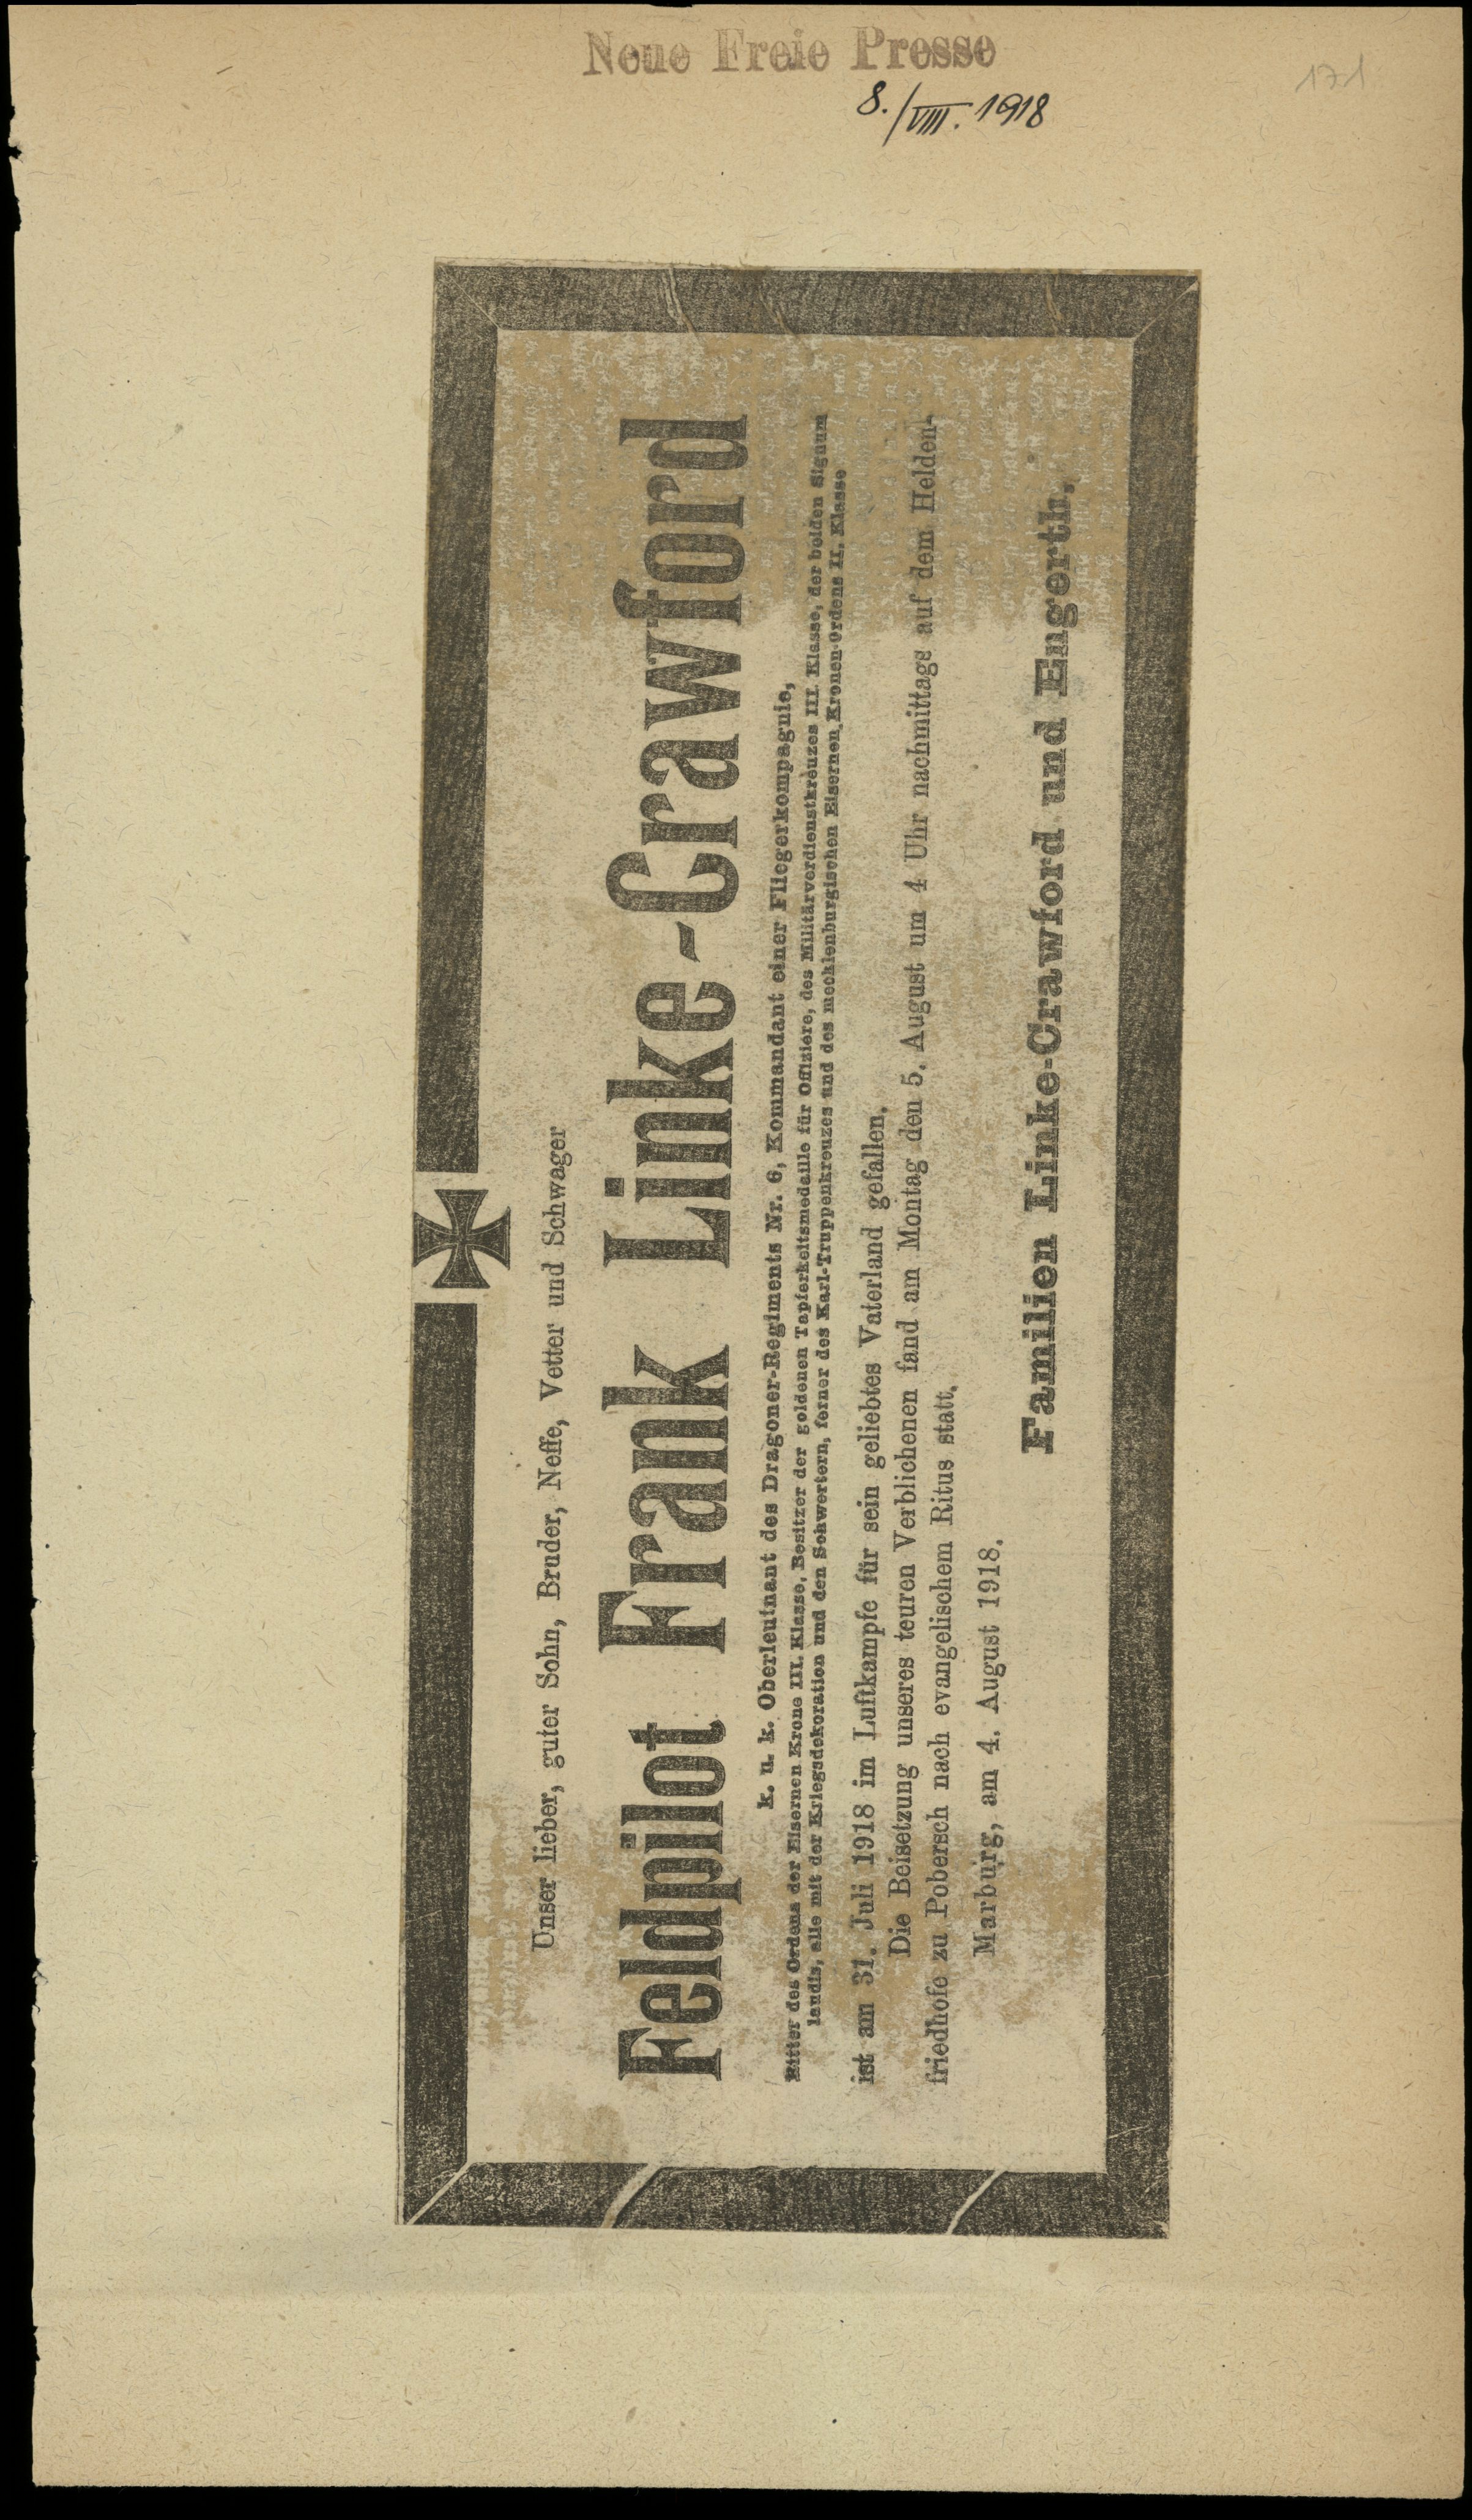 Neue Freie Presse
8./VIII. 1918
171
Unser lieber, guter Sohn, Bruder, Neffe, Vetter und Schwager
Feldpilot Frank Linke-Crawford
k. u. k. Oberleutnant des Dragoner-Regiments Nr. 6, Kommandant einer Fliegerkompagnie,
Ritter des Ordens der Eisernen Krone III. Klasse, Besitzer der goldenen Tapferkeitsmedaille für Offiziere, des Militärverdienstkreuzes III. Klasse, der beiden Signum
laudis, alle mit der Kriegsdekoration und den Schwertern, ferner des Karl-Truppenkreuzes und des mecklenburgischen Eisernen Kronen-Ordens II. Klasse
ist am 31. Juli 1918 im Luftkampfe für sein geliebtes Vaterland gefallen.
Die Beisetzung unseres teuren Verblichenen fand am Montag den 5. August um 4 Uhr nachmittags auf dem Helden-
friedhofe zu Pobersch nach evangelischem Ritus statt.
Marburg, am 4. August 1918.
Familien Linke-Crawford und Engerth.